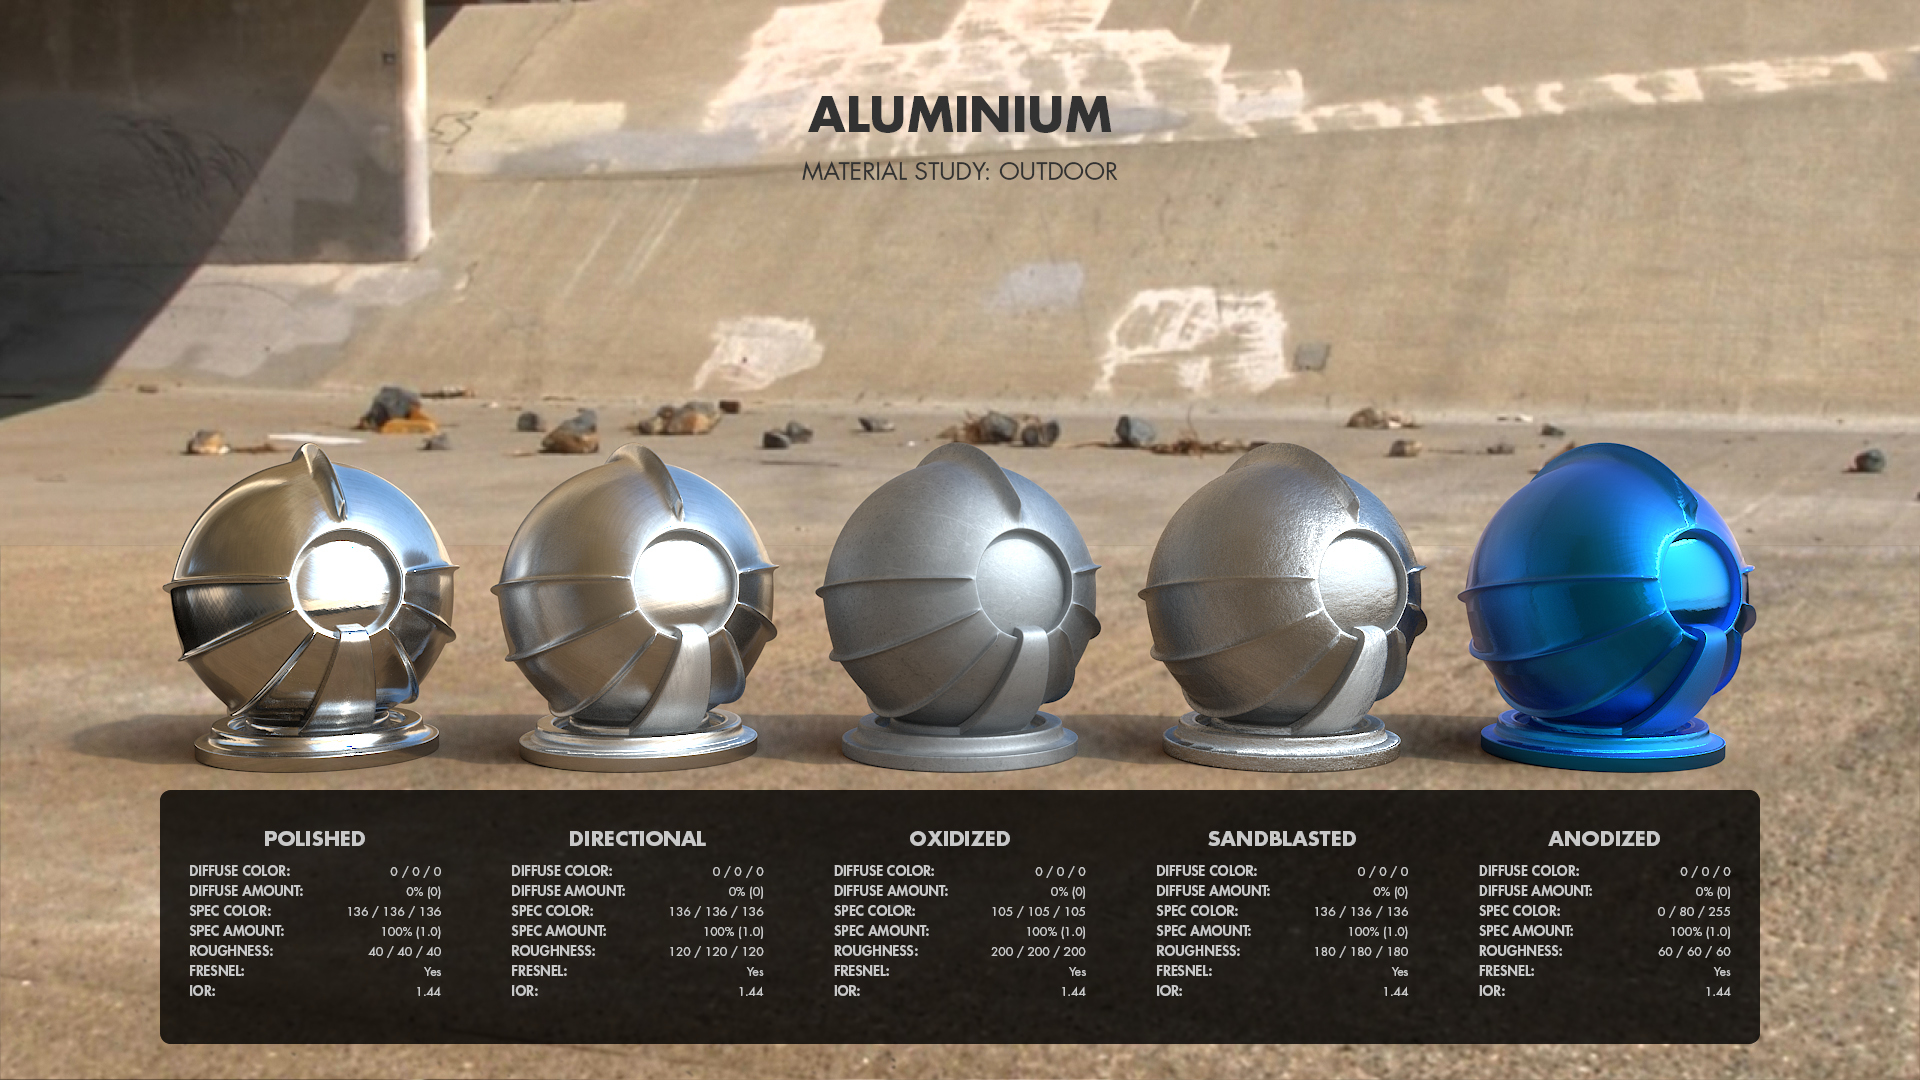 ALUMINIUM
MATERIAL STUDY: OUTDOOR
POLISHED
DIFFUSE COLOR: 0 / 0 / 0
DIFFUSE AMOUNT: 0% (0)
SPEC COLOR: 136 / 136 / 136
SPEC AMOUNT: 100% (1.0)
ROUGHNESS: 40 / 40 / 40
FRESNEL: Yes
IOR: 1.44
DIRECTIONAL
DIFFUSE COLOR: 0 / 0 / 0
DIFFUSE AMOUNT: 0% (0)
SPEC COLOR: 136 / 136 / 136
SPEC AMOUNT: 100% (1.0)
ROUGHNESS: 120 / 120 / 120
FRESNEL: Yes
IOR: 1.44
OXIDIZED
DIFFUSE COLOR: 0 / 0 / 0
DIFFUSE AMOUNT: 0% (0)
SPEC COLOR: 105 / 105 / 105
SPEC AMOUNT: 100% (1.0)
ROUGHNESS: 200 / 200 / 200
FRESNEL: Yes
IOR: 1.44
SANDBLASTED
DIFFUSE COLOR: 0 / 0 / 0
DIFFUSE AMOUNT: 0% (0)
SPEC COLOR: 136 / 136 / 136
SPEC AMOUNT: 100% (1.0)
ROUGHNESS: 180 / 180 / 180
FRESNEL: Yes
IOR: 1.44
ANODIZED
DIFFUSE COLOR: 0 / 0 / 0
DIFFUSE AMOUNT: 0% (0)
SPEC COLOR: 0 / 80 / 255
SPEC AMOUNT: 100% (1.0)
ROUGHNESS: 60 / 60 / 60
FRESNEL: Yes
IOR: 1.44